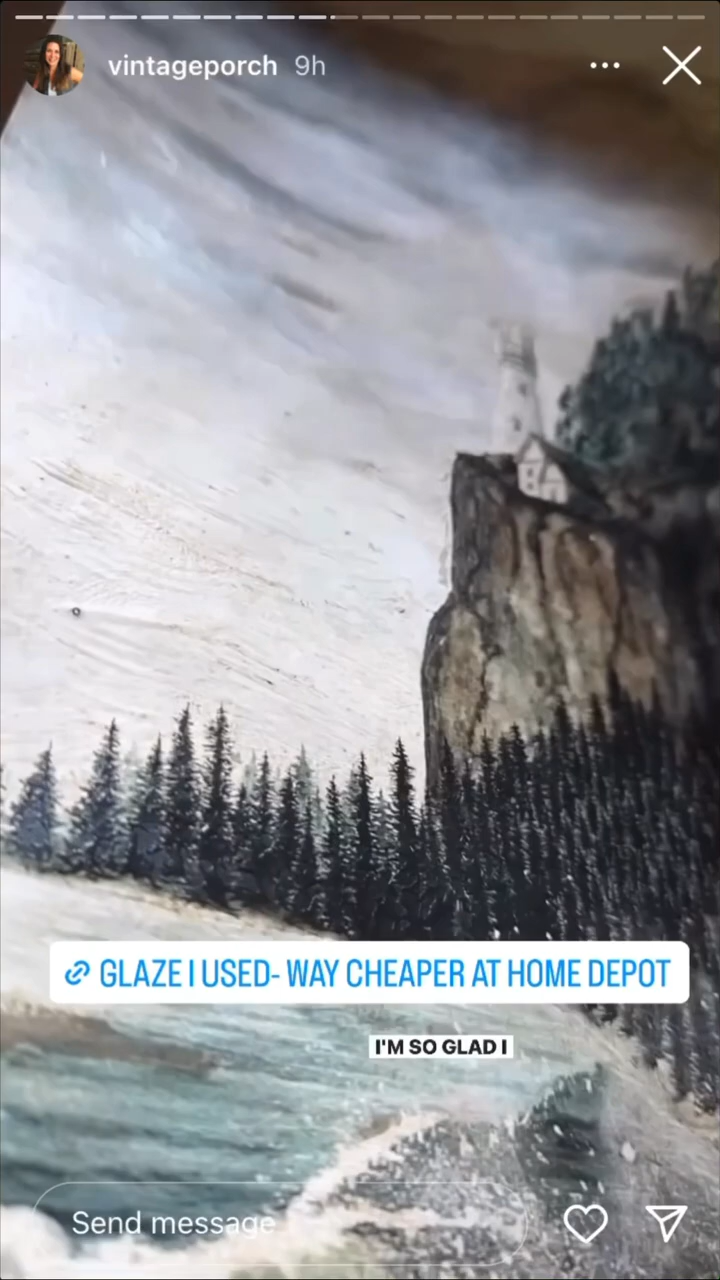 vintageporch 9h
GLAZE I USED- WAY CHEAPER AT HOME DEPOT
I'M SO GLAD I
Send message